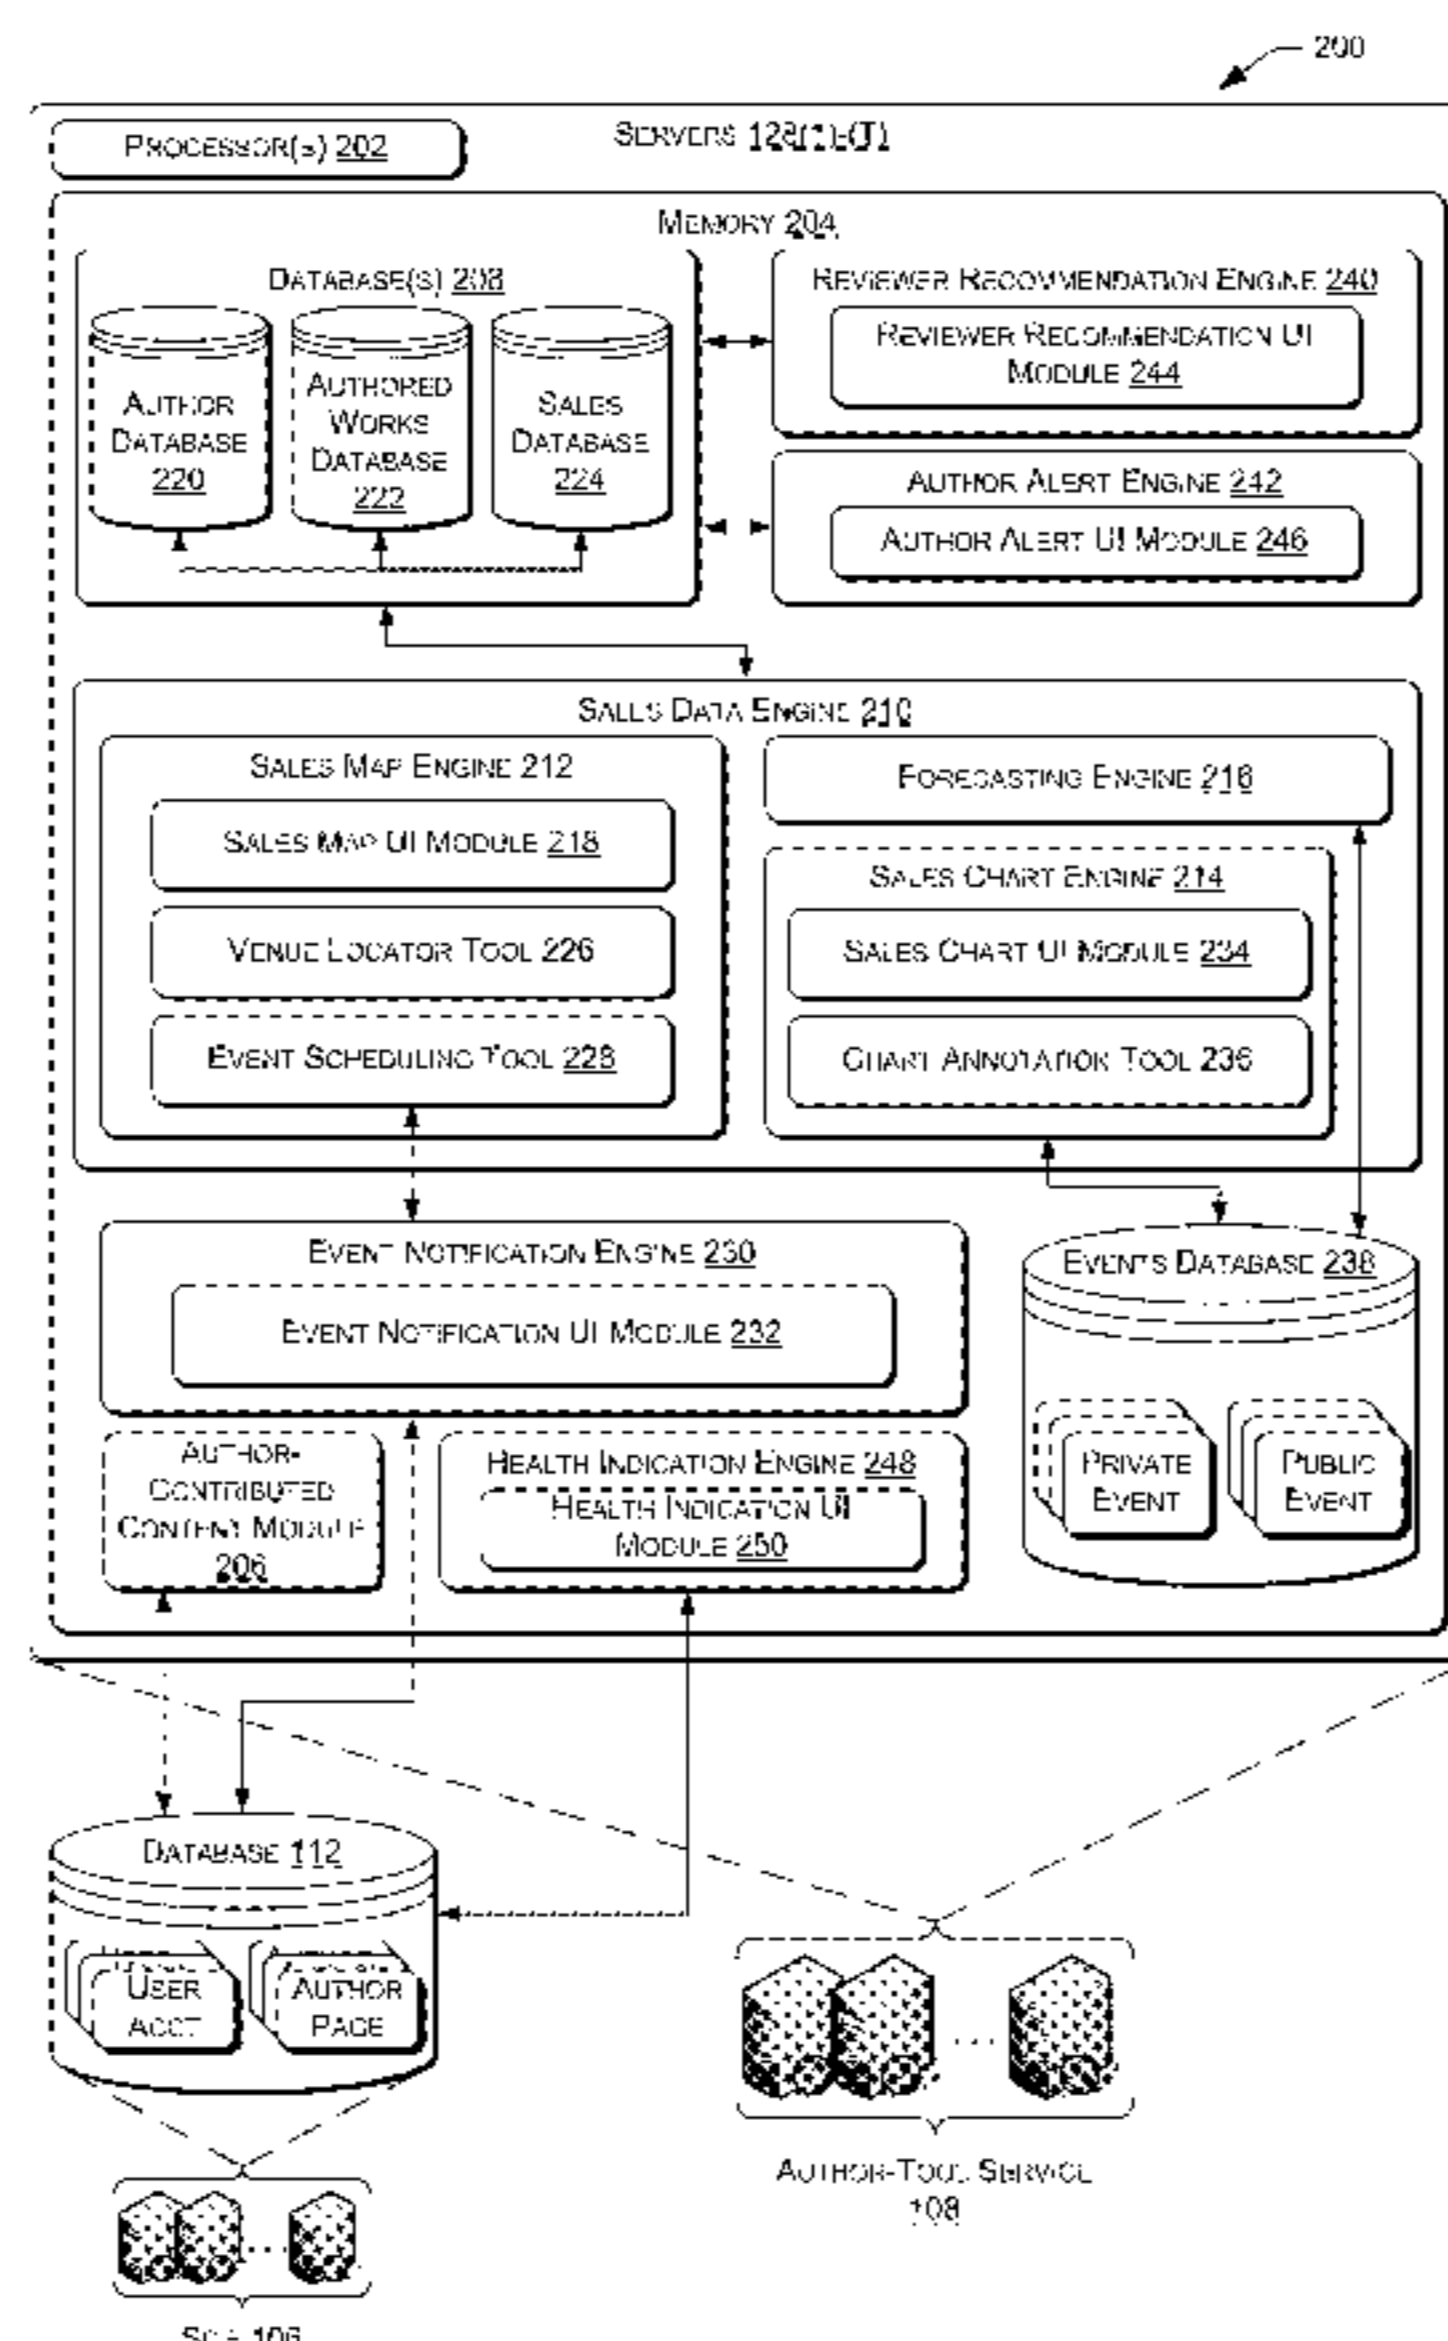 200
SERVERS 128(1)-(T)
PROCESSOR(S) 202
MEMORY 204
DATABASE(S) 208
AUTHOR
DATABASE
220
AUTHORED
WORKS
DATABASE
222
SALES
DATABASE
224
REVIEWER RECOMMENDATION ENGINE 240
REVIEWER RECOMMENDATION UI
MODULE 244
AUTHOR ALERT ENGINE 242
AUTHOR ALERT UI MODULE 246
SALES DATA ENGINE 210
SALES MAP ENGINE 212
SALES MAP UI MODULE 218
VENUE LOCATOR TOOL 226
EVENT SCHEDULING TOOL 228
FORECASTING ENGINE 216
SALES CHART ENGINE 214
SALES CHART UI MODULE 234
CHART ANNOTATION TOOL 236
EVENT NOTIFICATION ENGINE 230
EVENT NOTIFICATION UI MODULE 232
EVENTS DATABASE 238
PRIVATE
EVENT
PUBLIC
EVENT
AUTHOR-
CONTRIBUTED
CONTENT MODULE
206
HEALTH INDICATION ENGINE 248
HEALTH INDICATION UI
MODULE 250
DATABASE 112
USER
ACCT
AUTHOR
PAGE
AUTHOR-TOOL SERVICE
108
106